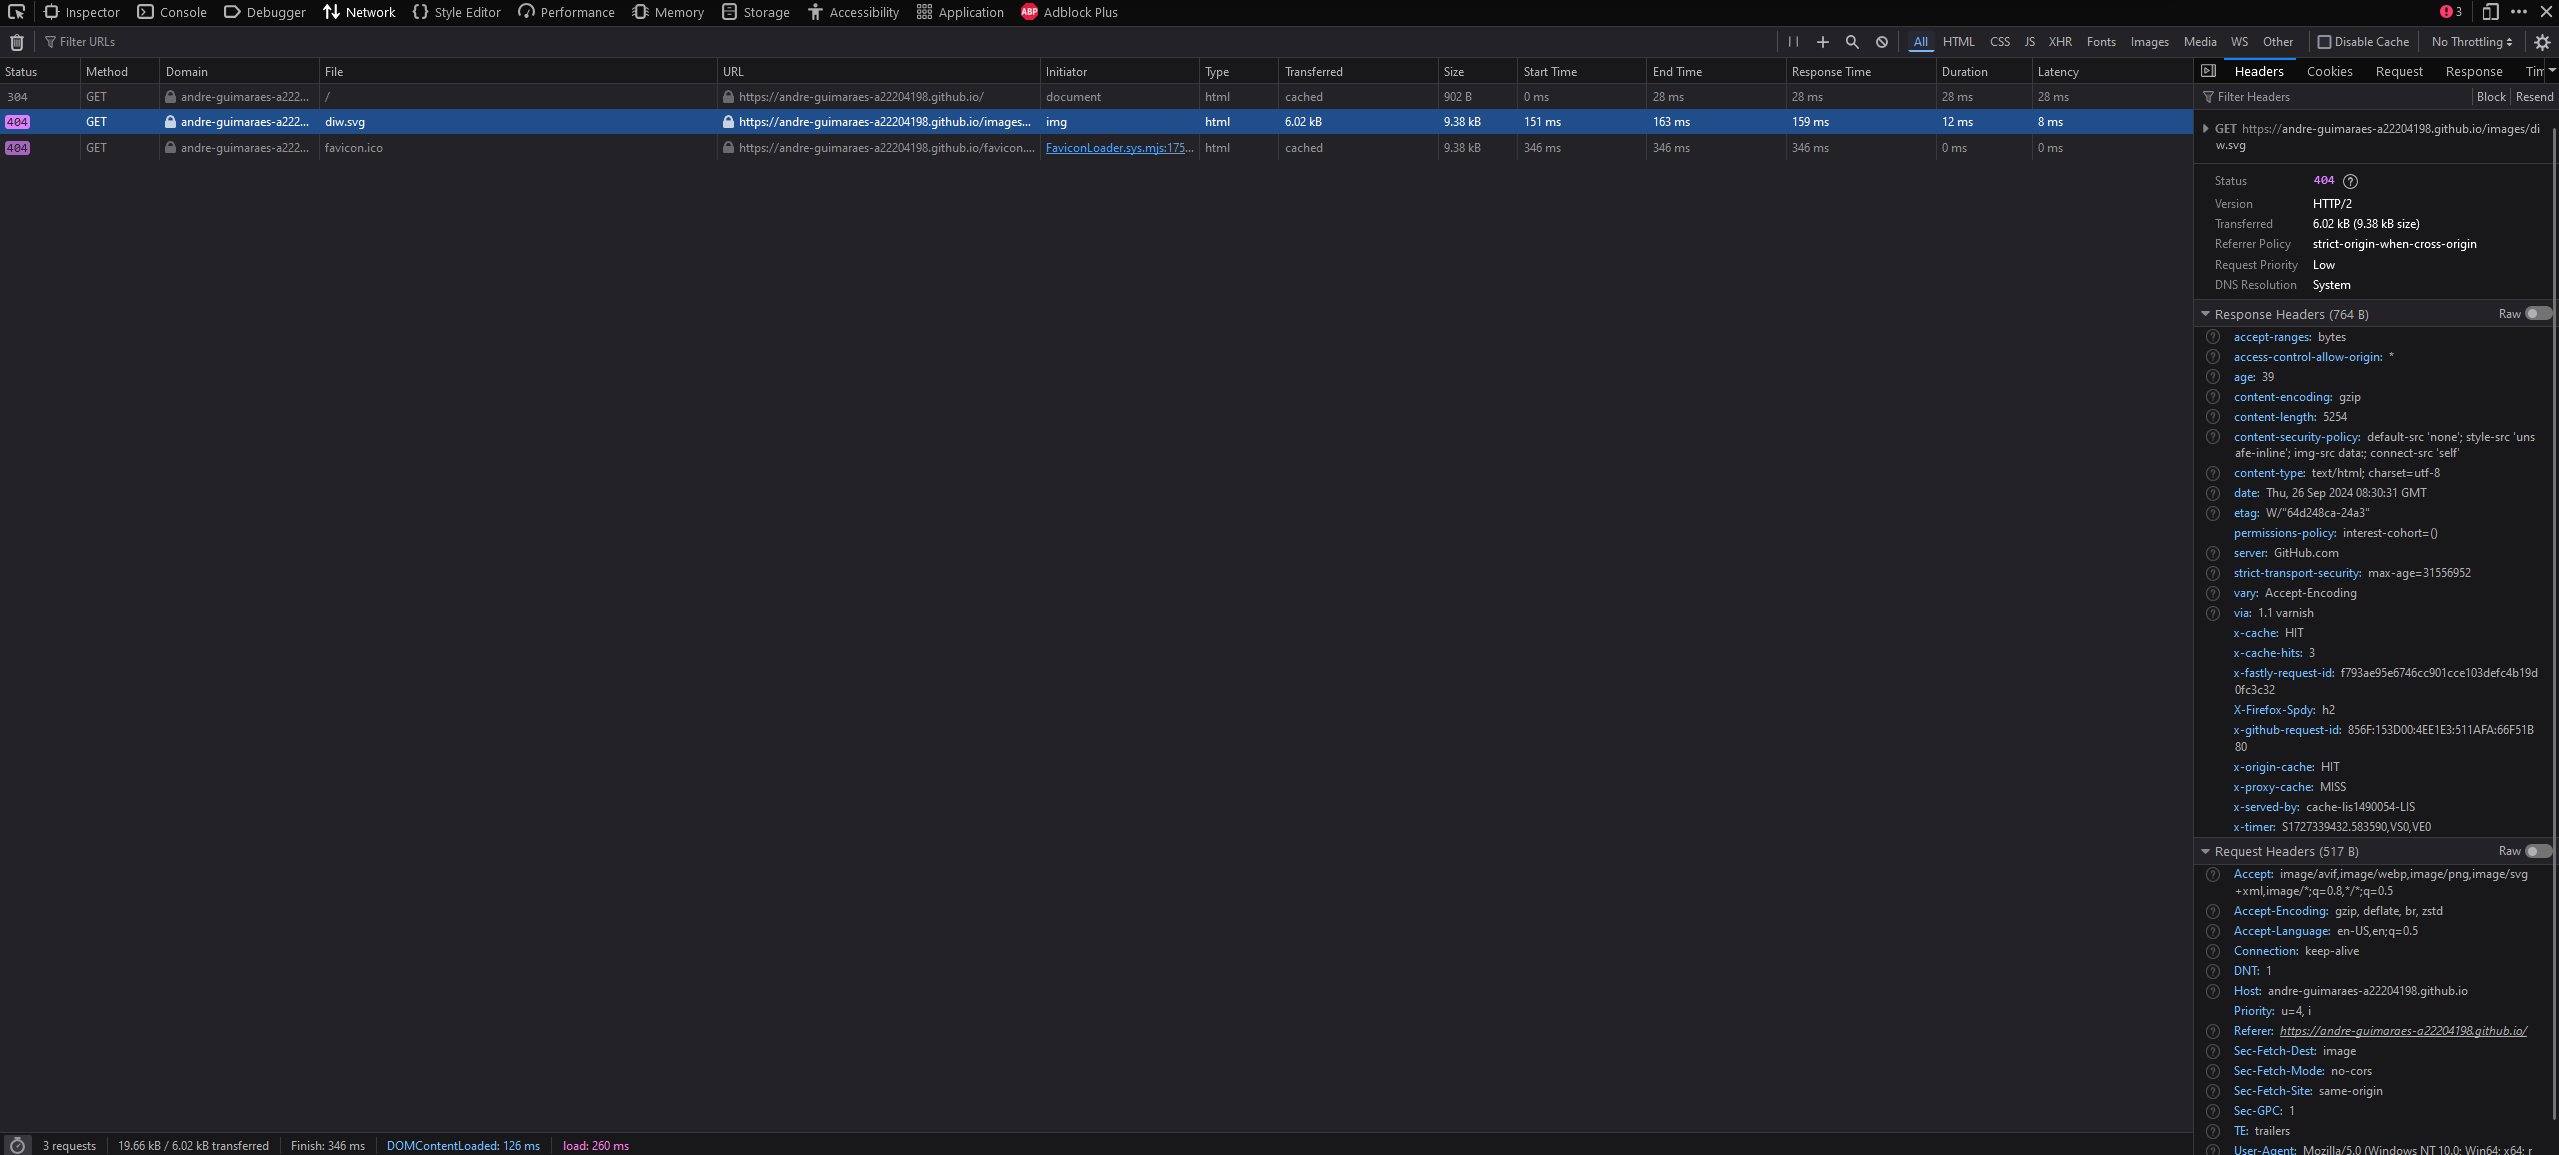 Inspector Console Debugger Network Style Editor Performance Memory Storage Accessibility Application ABP Adblock Plus 3
Filter URLs All HTML CSS JS XHR Fonts Images Media WS Other Disable Cache No Throttling
Status Method Domain File URL Initiator Type Transferred Size Start Time End Time Response Time Duration Latency
304 GET andre-guimaraes-a222... / https://andre-guimaraes-a22204198.github.io/ document html cached 902 B 0 ms 28 ms 28 ms 28 ms 28 ms
404 GET andre-guimaraes-a222... diw.svg https://andre-guimaraes-a22204198.github.io/images... img html 6.02 kB 9.38 kB 151 ms 163 ms 159 ms 12 ms 8 ms
404 GET andre-guimaraes-a222... favicon.ico https://andre-guimaraes-a22204198.github.io/favicon.... FaviconLoader.sys.mjs:175... html cached 9.38 kB 346 ms 346 ms 346 ms 0 ms 0 ms
Headers Cookies Request Response Tim
Filter Headers Block Resend
GET https://andre-guimaraes-a22204198.github.io/images/di
w.svg
Status 404
Version HTTP/2
Transferred 6.02 kB (9.38 kB size)
Referrer Policy strict-origin-when-cross-origin
Request Priority Low
DNS Resolution System
Response Headers (764 B) Raw
accept-ranges: bytes
access-control-allow-origin: *
age: 39
content-encoding: gzip
content-length: 5254
content-security-policy: default-src 'none'; style-src 'uns
afe-inline'; img-src data:; connect-src 'self'
content-type: text/html; charset=utf-8
date: Thu, 26 Sep 2024 08:30:31 GMT
etag: W/"64d248ca-24a3"
permissions-policy: interest-cohort=()
server: GitHub.com
strict-transport-security: max-age=31556952
vary: Accept-Encoding
via: 1.1 varnish
x-cache: HIT
x-cache-hits: 3
x-fastly-request-id: f793ae95e6746cc901cce103defc4b19d
0fc3c32
X-Firefox-Spdy: h2
x-github-request-id: 856F:153D00:4EE1E3:511AFA:66F51B
80
x-origin-cache: HIT
x-proxy-cache: MISS
x-served-by: cache-lis1490054-LIS
x-timer: S1727339432.583590,VS0,VE0
Request Headers (517 B) Raw
Accept: image/avif,image/webp,image/png,image/svg
+xml,image/*;q=0.8,*/*;q=0.5
Accept-Encoding: gzip, deflate, br, zstd
Accept-Language: en-US,en;q=0.5
Connection: keep-alive
DNT: 1
Host: andre-guimaraes-a22204198.github.io
Priority: u=4, i
Referer: https://andre-guimaraes-a22204198.github.io/
Sec-Fetch-Dest: image
Sec-Fetch-Mode: no-cors
Sec-Fetch-Site: same-origin
Sec-GPC: 1
TE: trailers
User-Agent: Mozilla/5.0 (Windows NT 10.0; Win64; x64; r
3 requests 19.66 kB / 6.02 kB transferred Finish: 346 ms DOMContentLoaded: 126 ms load: 260 ms